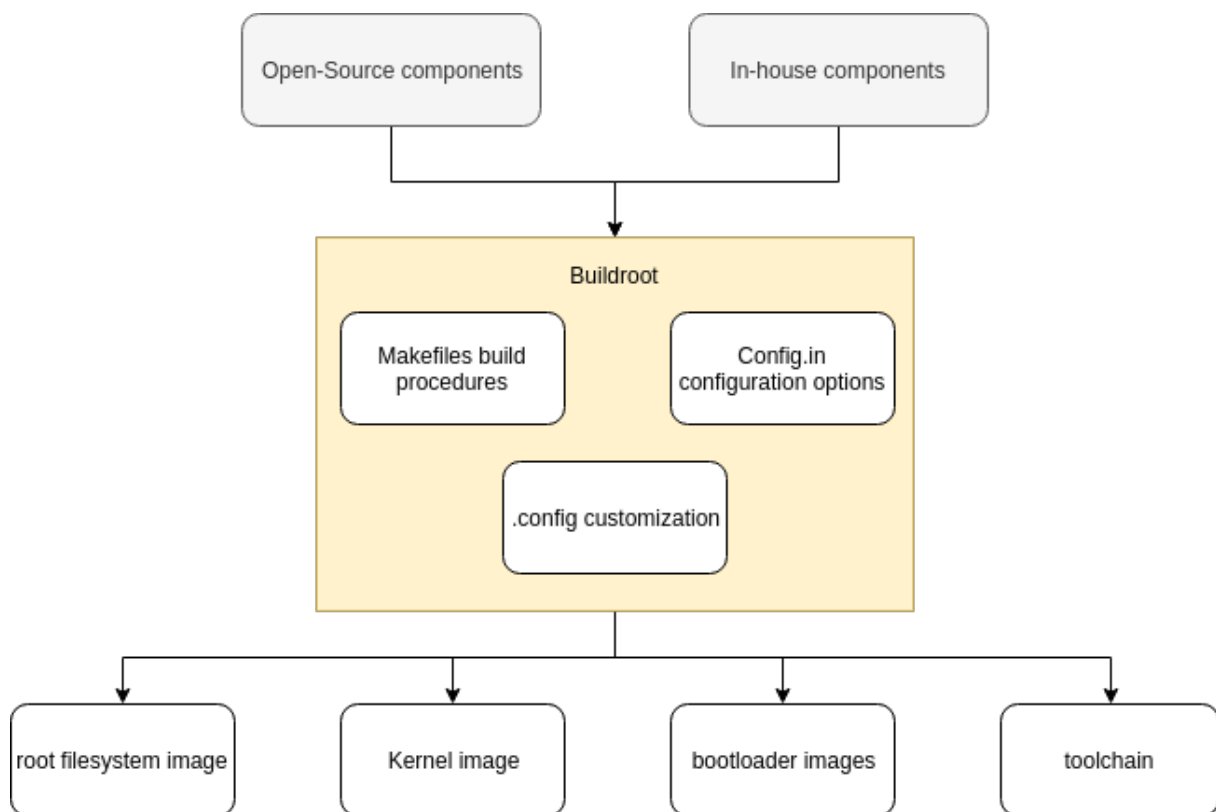 Open-Source components
In-house components
Buildroot
Makefiles build
procedures
Config.in
configuration options
.config customization
root filesystem image
Kernel image
bootloader images
toolchain